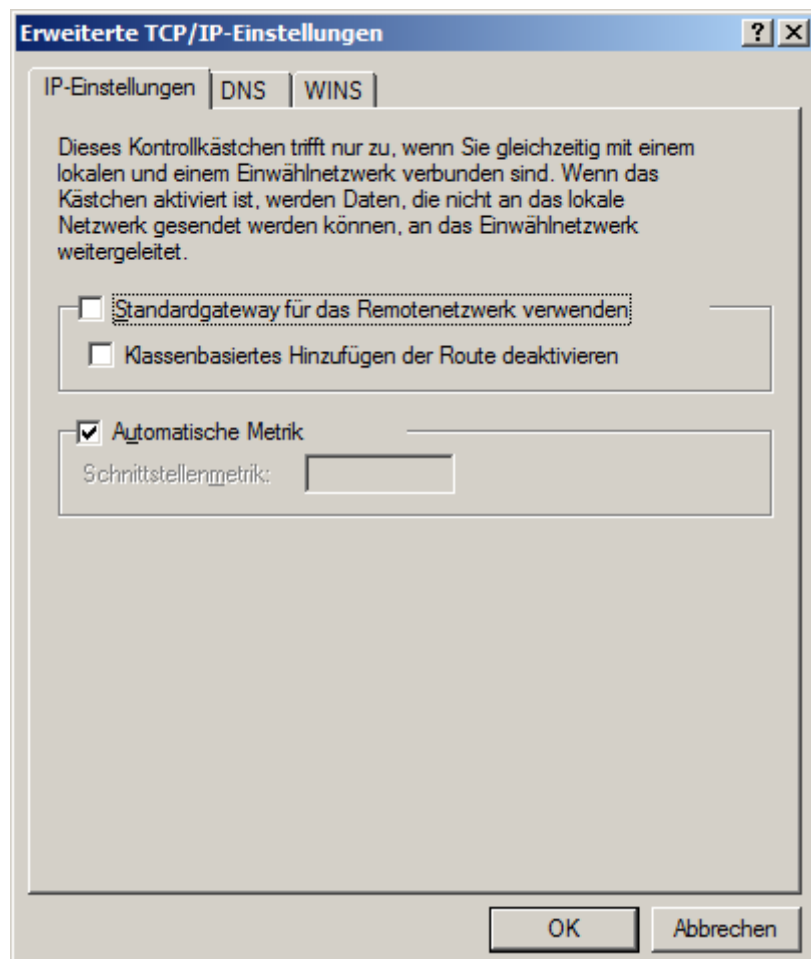 Erweiterte TCP/IP-Einstellungen
IP-Einstellungen DNS WINS
Dieses Kontrollkästchen trifft nur zu, wenn Sie gleichzeitig mit einem
lokalen und einem Einwählnetzwerk verbunden sind. Wenn das
Kästchen aktiviert ist, werden Daten, die nicht an das lokale
Netzwerk gesendet werden können, an das Einwählnetzwerk
weitergeleitet.
Standardgateway für das Remotenetzwerk verwenden
Klassenbasiertes Hinzufügen der Route deaktivieren
Automatische Metrik
Schnittstellenmetrik:
OK Abbrechen